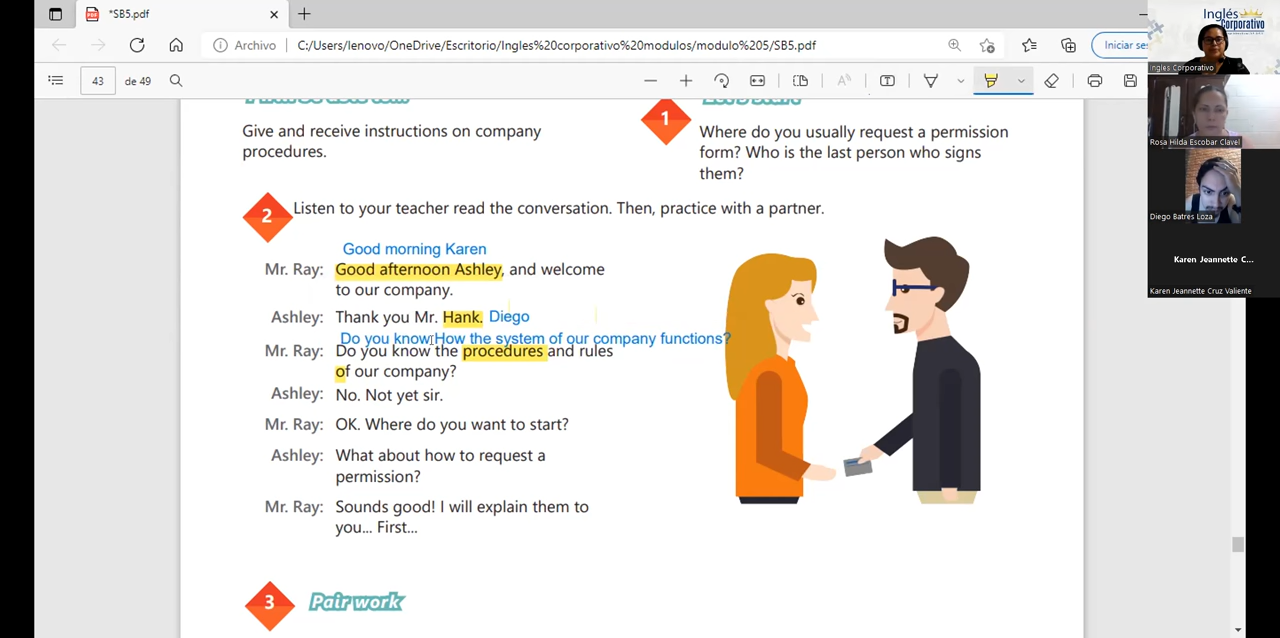 *SB5.pdf
Archivo
C:/Users/lenovo/OneDrive/Escritorio/Ingles%20corporativo%20modulos/modulo%205/SB5.pdf
Iniciar ses
43
de 49
Give and receive instructions on company
procedures.
1
Where do you usually request a permission
form? Who is the last person who signs
them?
2
Listen to your teacher read the conversation. Then, practice with a partner.
Good morning Karen
Mr. Ray: Good afternoon Ashley, and welcome
to our company.
Ashley: Thank you Mr. Hank. Diego
Do you know How the system of our company functions?
Mr. Ray: Do you know the procedures and rules
of our company?
Ashley: No. Not yet sir.
Mr. Ray: OK. Where do you want to start?
Ashley: What about how to request a
permission?
Mr. Ray: Sounds good! I will explain them to
you... First...
3
Pair work
Inglés
Corporativo
Inglés Corporativo
Rosa Hilda Escobar Clavel
Diego Batres Loza
Karen Jeannette C...
Karen Jeannette Cruz Valiente